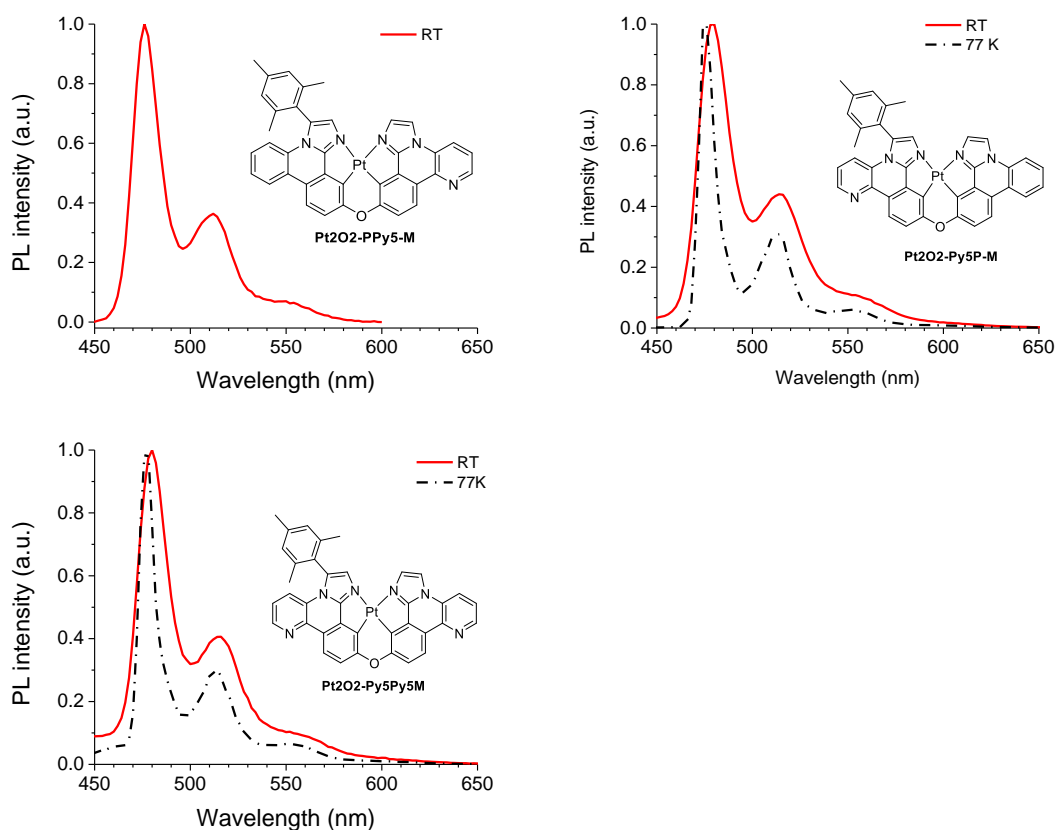 PL intensity (a.u.)
1.0
0.8
0.6
0.4
0.2
0.0
RT
N
N
N
Pt
N
N
O
Pt2O2-PPy5-M
450 500 550 600 650
Wavelength (nm)
PL intensity (a.u.)
1.0
0.8
0.6
0.4
0.2
0.0
RT
77 K
N
N
N
N
Pt
N
O
Pt2O2-Py5P-M
450 500 550 600 650
Wavelength (nm)
PL intensity (a.u.)
1.0
0.8
0.6
0.4
0.2
0.0
RT
77K
N
N
N
N
Pt
N
N
O
Pt2O2-Py5Py5M
450 500 550 600 650
Wavelength (nm)